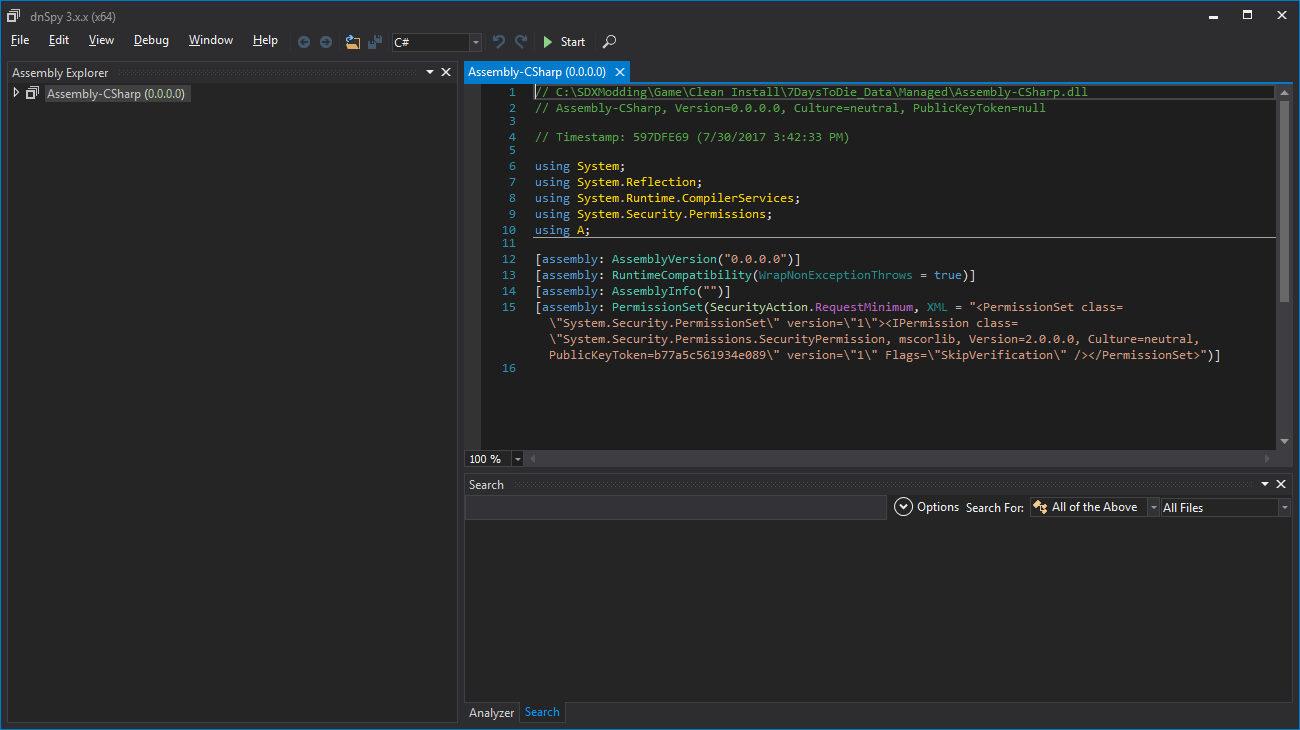 dnSpy 3.x.x (x64)
File Edit View Debug Window Help C# Start
Assembly Explorer
Assembly-CSharp (0.0.0.0)
Assembly-CSharp (0.0.0.0)
1 // C:\SDXModding\Game\Clean Install\7DaysToDie_Data\Managed\Assembly-CSharp.dll
2 // Assembly-CSharp, Version=0.0.0.0, Culture=neutral, PublicKeyToken=null
3
4 // Timestamp: 597DFE69 (7/30/2017 3:42:33 PM)
5
6 using System;
7 using System.Reflection;
8 using System.Runtime.CompilerServices;
9 using System.Security.Permissions;
10 using A;
11
12 [assembly: AssemblyVersion("0.0.0.0")]
13 [assembly: RuntimeCompatibility(WrapNonExceptionThrows = true)]
14 [assembly: AssemblyInfo("")]
15 [assembly: PermissionSet(SecurityAction.RequestMinimum, XML = "<PermissionSet class=
\"System.Security.PermissionSet\" version=\"1\"><IPermission class=
\"System.Security.Permissions.SecurityPermission, mscorlib, Version=2.0.0.0, Culture=neutral,
PublicKeyToken=b77a5c561934e089\" version=\"1\" Flags=\"SkipVerification\" /></PermissionSet>")]
16
100 %
Search
Options Search For: All of the Above All Files
Analyzer Search